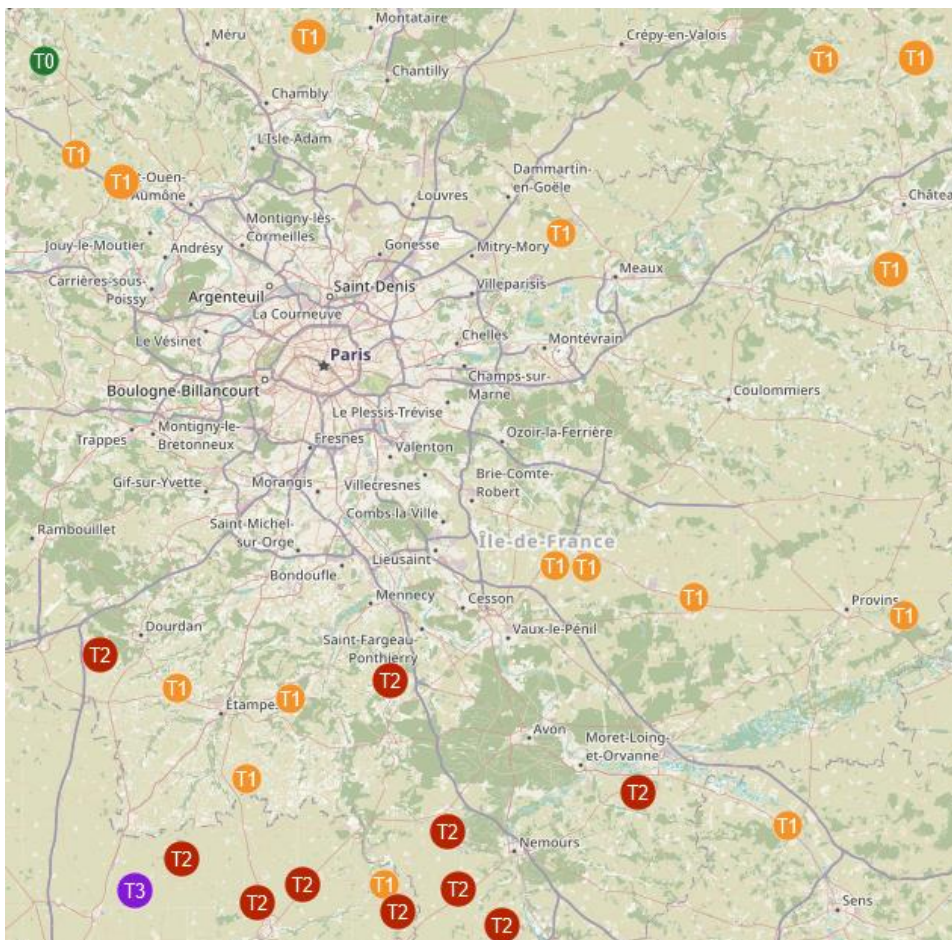 Montataire
Méru
T1
Crépy-en-Valois
T0
T1
T1
Chantilly
Chambly
L'Isle-Adam
T1
Dammartin-
en-Goële
T1
t-Ouen-
Aumône
Louvres
Châtea
Montigny-lès-
Cormeilles
Jouy-le-Moutier
Andrésy
Gonesse
Mitry-Mory
T1
Meaux
T1
Carrières-sous-
Poissy
Argenteuil
Saint-Denis
Villeparisis
La Courneuve
Le Vésinet
Chelles
Montévrain
Paris
Champs-sur-
Marne
Boulogne-Billancourt
Coulommiers
Le Plessis-Trévise
Trappes
Montigny-le-
Bretonneux
Fresnes
Valenton
Ozoir-la-Ferrière
Gif-sur-Yvette
Morangis
Villecresnes
Brie-Comte-
Robert
Combs-la-Ville
Rambouillet
Saint-Michel-
sur-Orge
Île-de-France
Lieusaint
Bondoufle
T1
T1
Mennecy
Cesson
T1
Provins
T1
Dourdan
Saint-Fargeau-
Ponthierry
Vaux-le-Pénil
T2
T2
T1
T1
Étampe
Avon
Moret-Loing-
et-Orvanne
T1
T2
T1
T2
Nemours
T2
T3
T2
T1
T2
T2
T2
Sens
T2